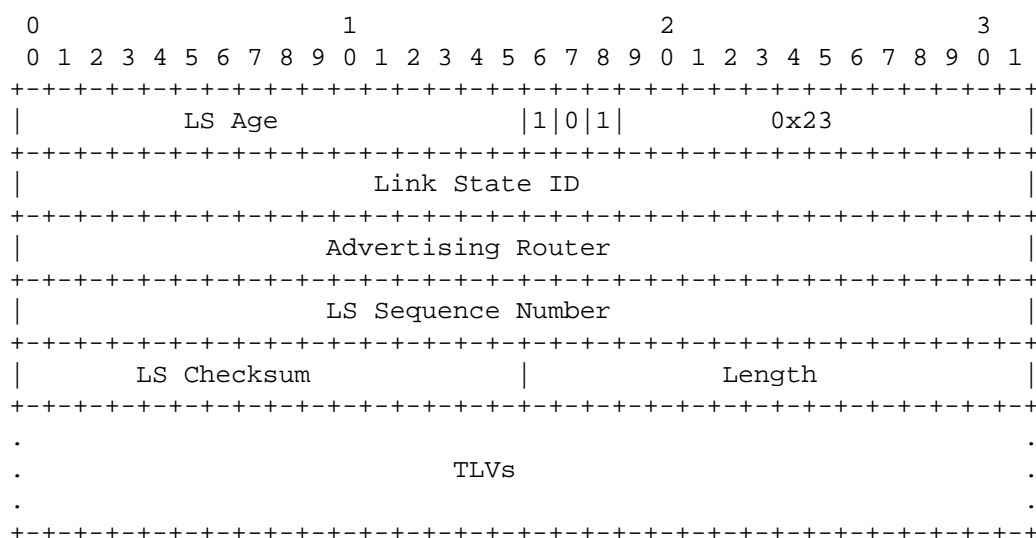 0                   1                   2                   3
 0 1 2 3 4 5 6 7 8 9 0 1 2 3 4 5 6 7 8 9 0 1 2 3 4 5 6 7 8 9 0 1
+-+-+-+-+-+-+-+-+-+-+-+-+-+-+-+-+-+-+-+-+-+-+-+-+-+-+-+-+-+-+-+-+
|          LS Age               |1|0|1|         0x23            |
+-+-+-+-+-+-+-+-+-+-+-+-+-+-+-+-+-+-+-+-+-+-+-+-+-+-+-+-+-+-+-+-+
|                      Link State ID                            |
+-+-+-+-+-+-+-+-+-+-+-+-+-+-+-+-+-+-+-+-+-+-+-+-+-+-+-+-+-+-+-+-+
|                   Advertising Router                          |
+-+-+-+-+-+-+-+-+-+-+-+-+-+-+-+-+-+-+-+-+-+-+-+-+-+-+-+-+-+-+-+-+
|                   LS Sequence Number                          |
+-+-+-+-+-+-+-+-+-+-+-+-+-+-+-+-+-+-+-+-+-+-+-+-+-+-+-+-+-+-+-+-+
|       LS Checksum             |            Length             |
+-+-+-+-+-+-+-+-+-+-+-+-+-+-+-+-+-+-+-+-+-+-+-+-+-+-+-+-+-+-+-+-+
.                                                               .
.                           TLVs                                .
.                                                               .
+-+-+-+-+-+-+-+-+-+-+-+-+-+-+-+-+-+-+-+-+-+-+-+-+-+-+-+-+-+-+-+-+